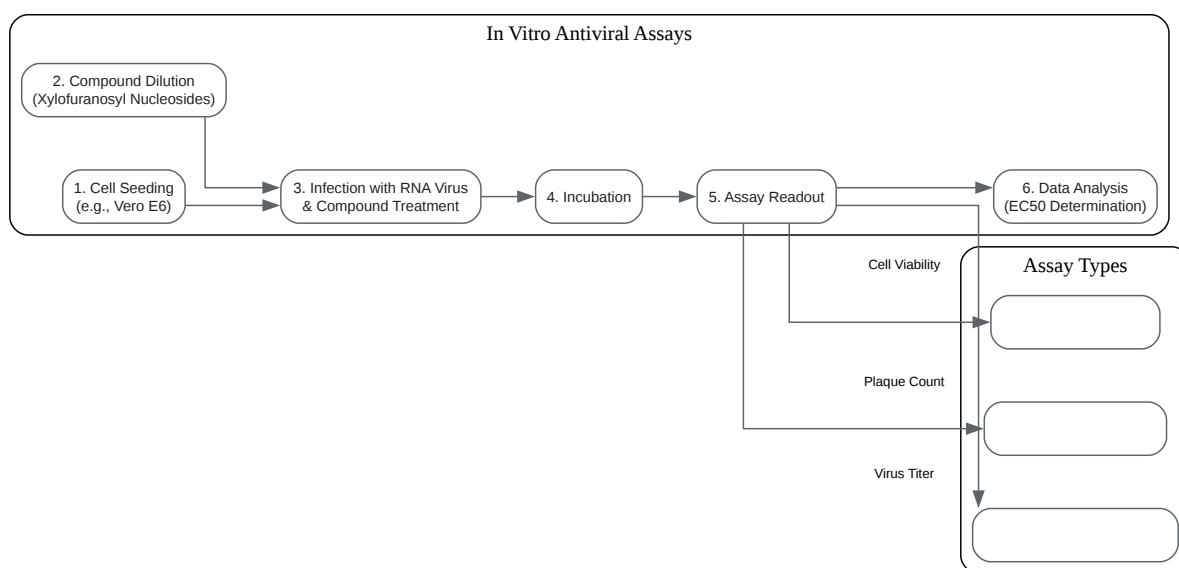 In Vitro Antiviral Assays
2. Compound Dilution
(Xylofuranosyl Nucleosides)
1. Cell Seeding
(e.g., Vero E6)
3. Infection with RNA Virus
& Compound Treatment
4. Incubation
5. Assay Readout
6. Data Analysis
(EC50 Determination)
Cell Viability
Assay Types
Plaque Count
Virus Titer